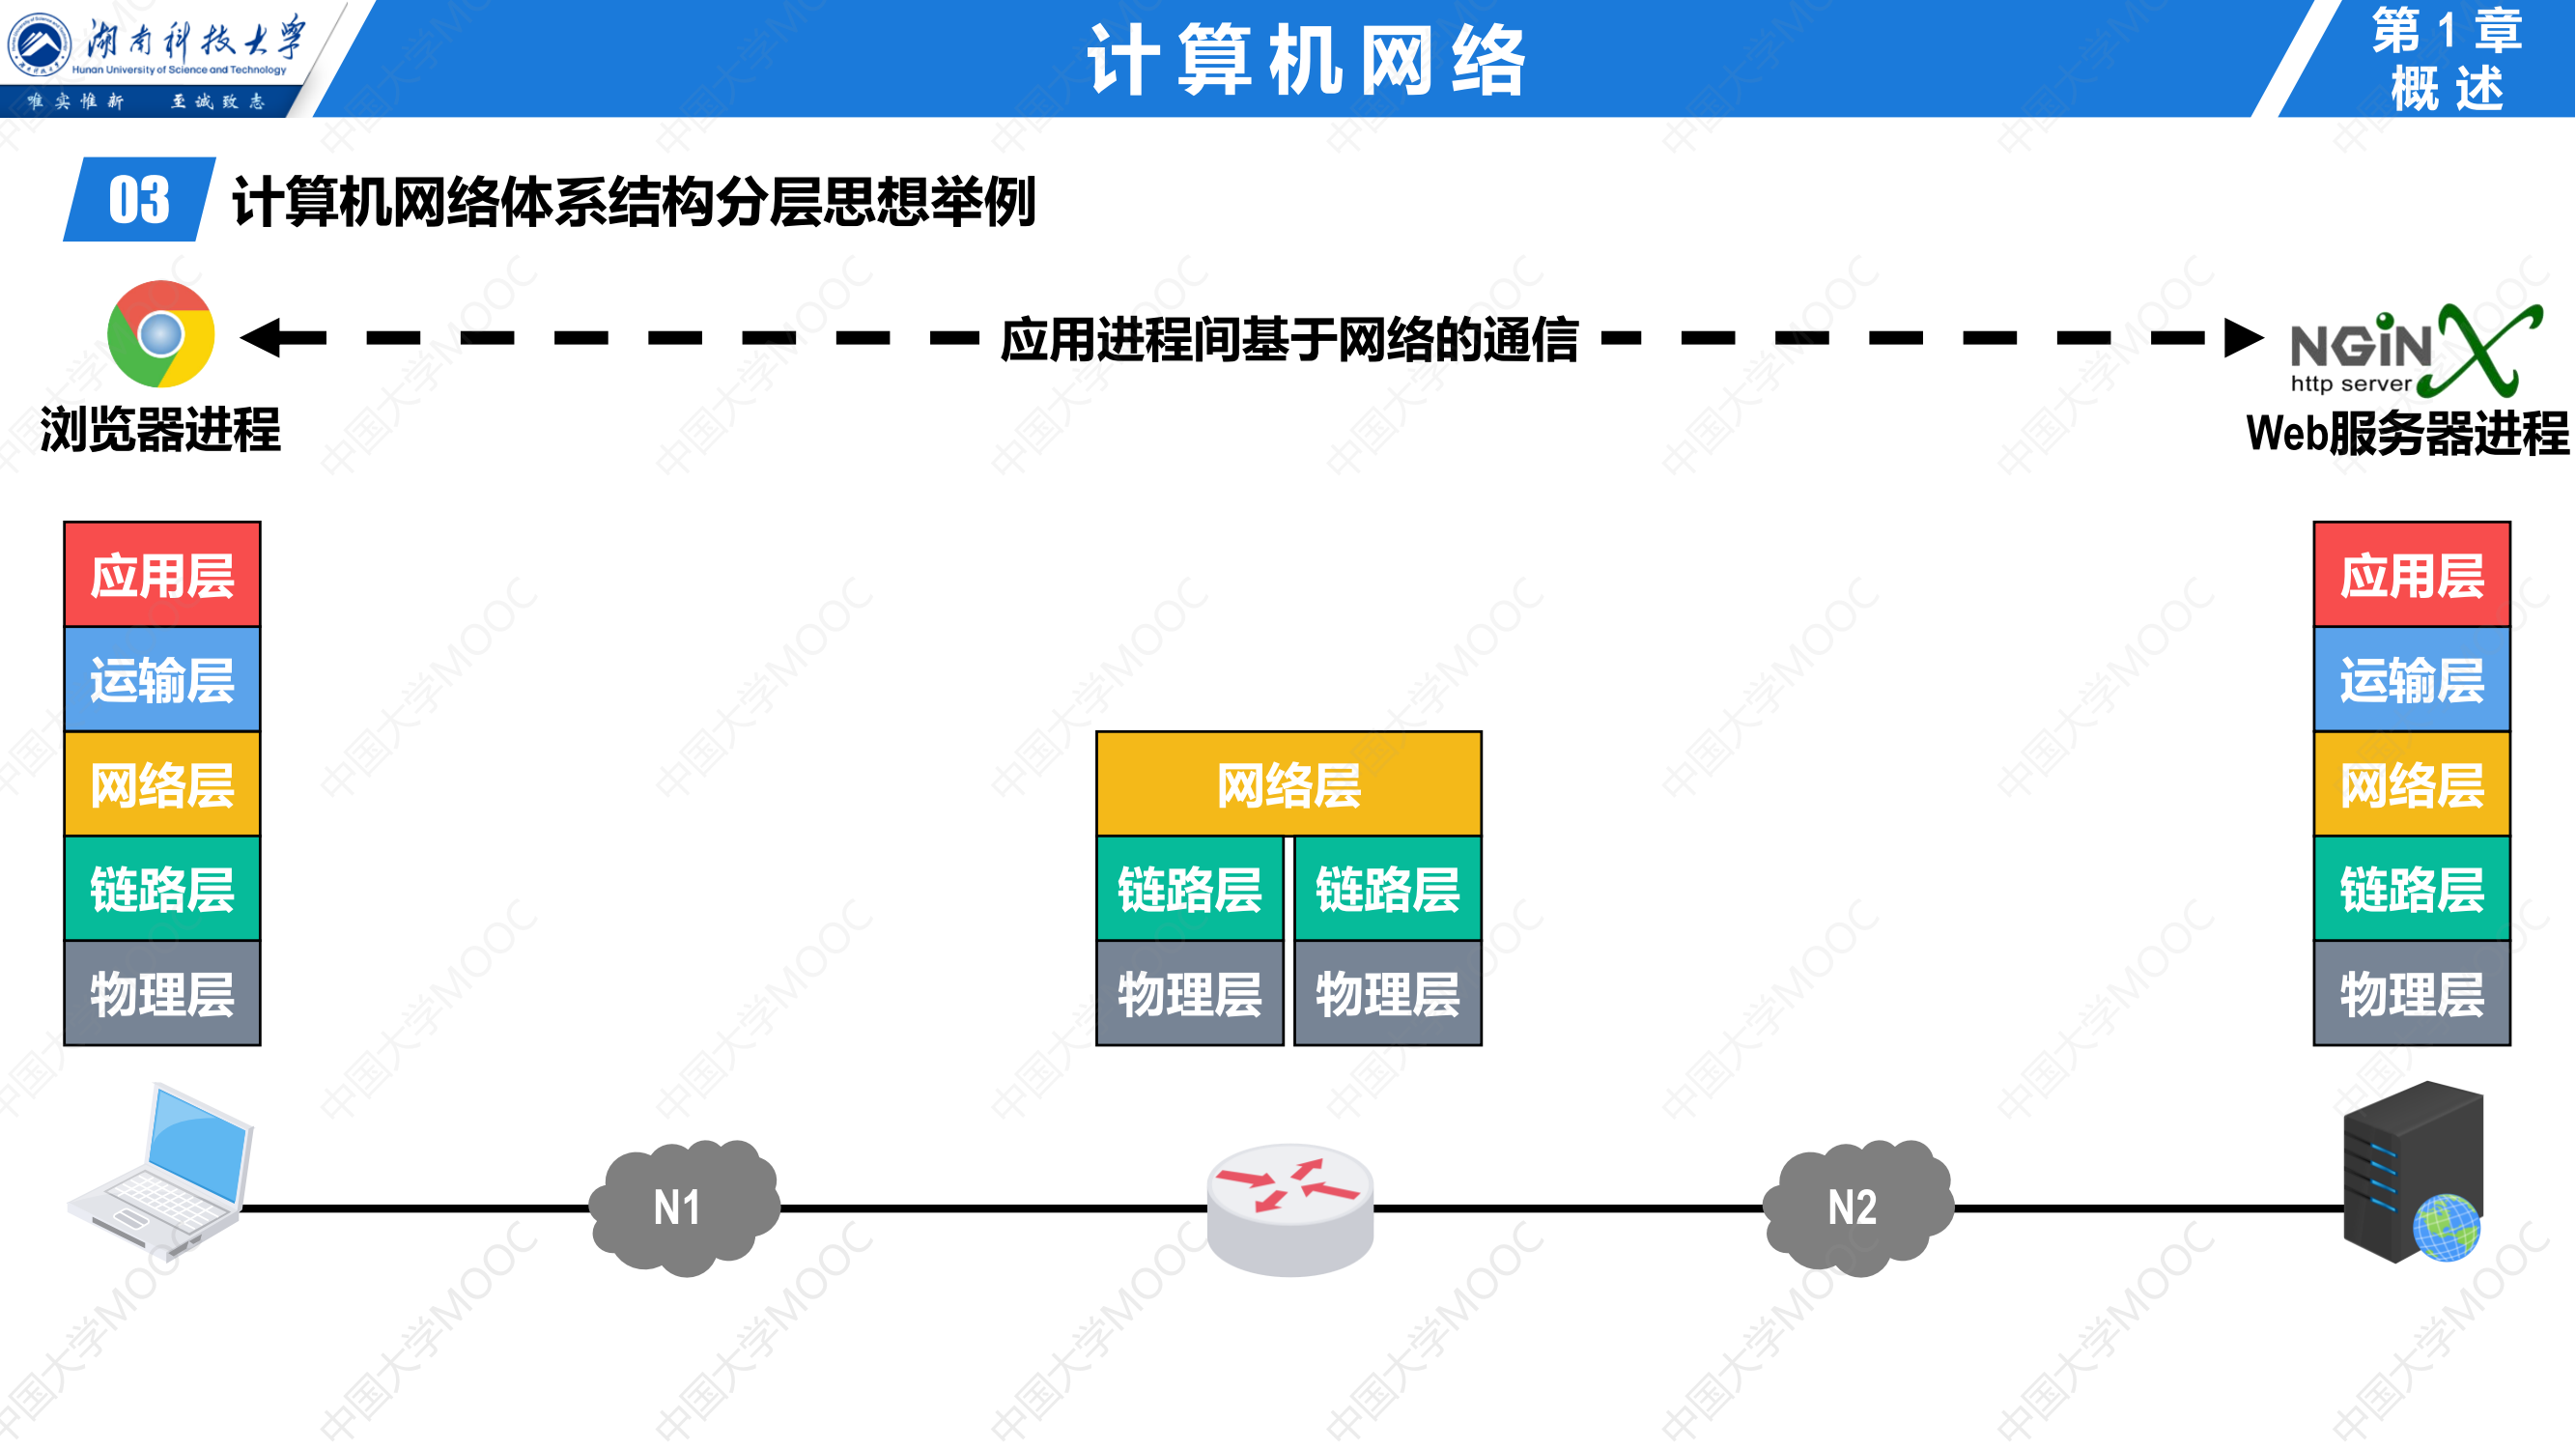 湖南科技大学
Hunan University of Science and Technology
唯实惟新 至诚致志
计算机网络
第1章
概述
03 计算机网络体系结构分层思想举例
应用进程间基于网络的通信
NGiNX
http server
浏览器进程
Web服务器进程
应用层
运输层
网络层
链路层
物理层
网络层
链路层 链路层
物理层 物理层
应用层
运输层
网络层
链路层
物理层
N1
N2
中国大学MOOC